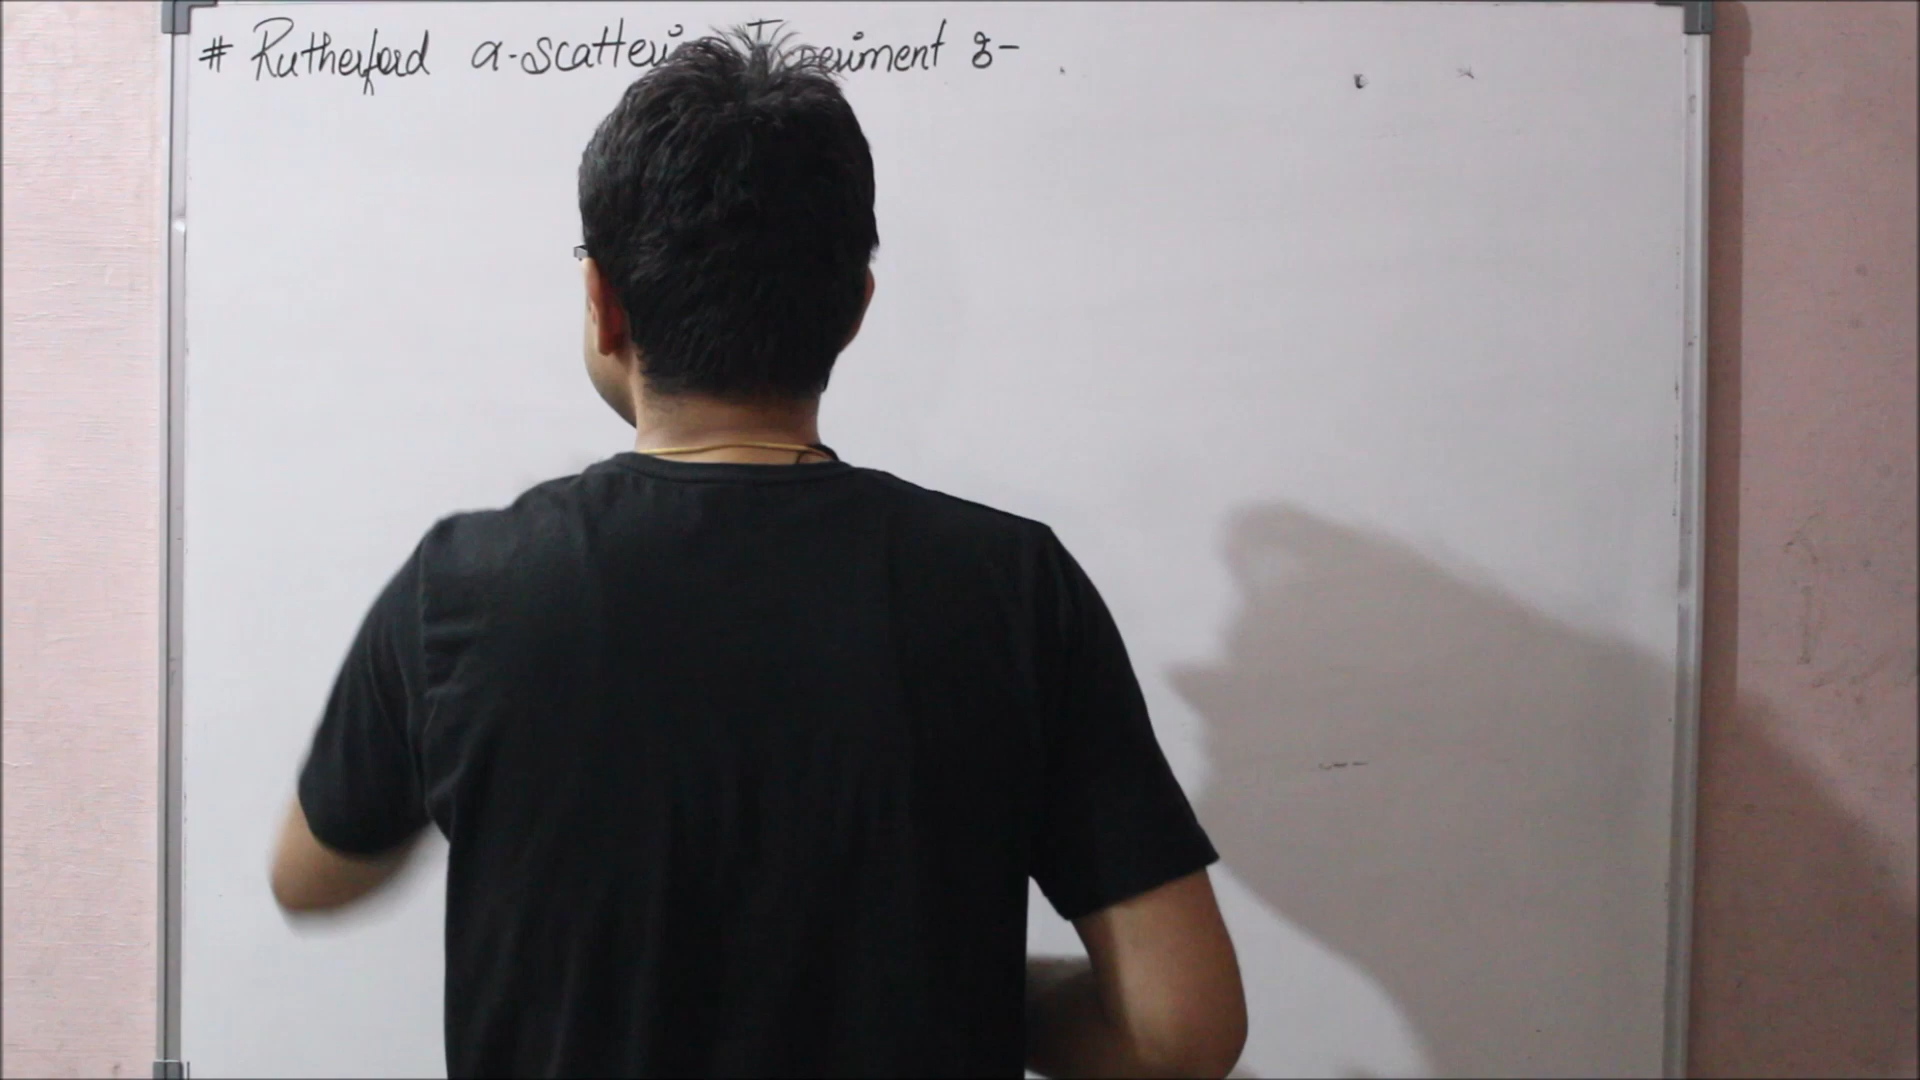 # Rutherford α-scattering Experiment :-